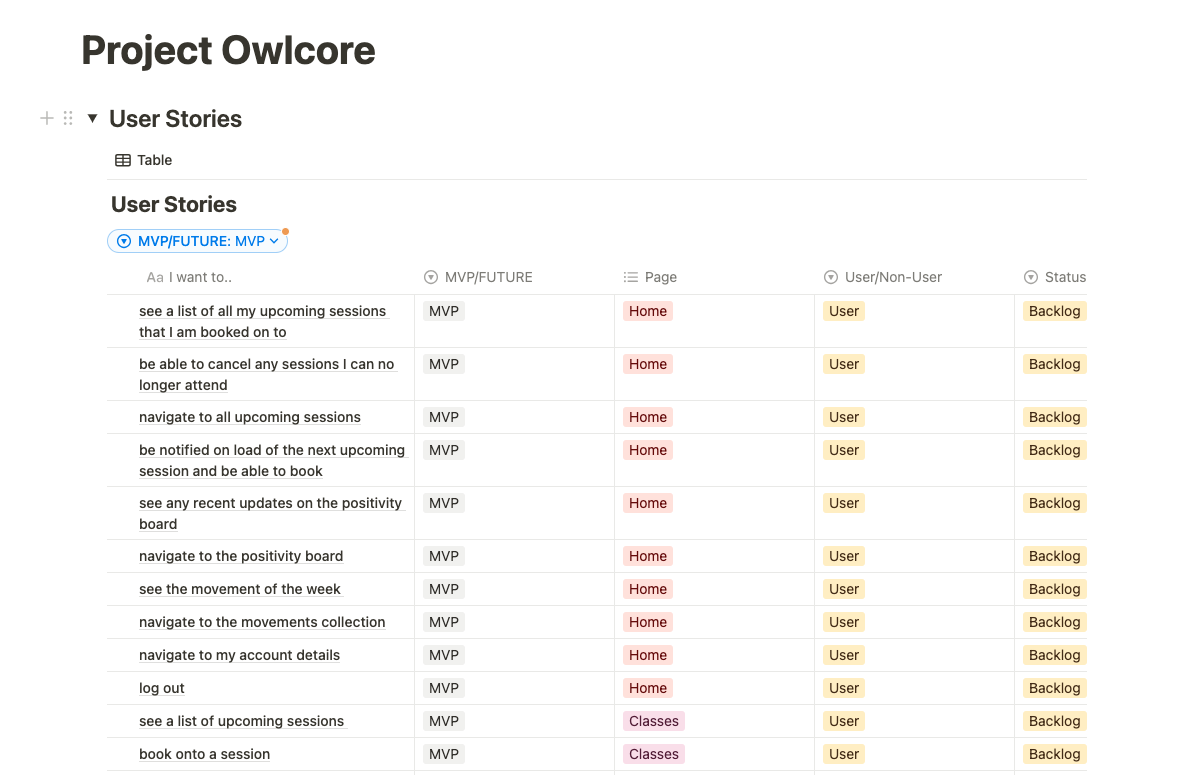 Project Owlcore
User Stories
Table
User Stories
MVP/FUTURE: MVP
Aa I want to.. MVP/FUTURE Page User/Non-User Status
see a list of all my upcoming sessions MVP Home User Backlog
that I am booked on to
be able to cancel any sessions I can no MVP Home User Backlog
longer attend
navigate to all upcoming sessions MVP Home User Backlog
be notified on load of the next upcoming MVP Home User Backlog
session and be able to book
see any recent updates on the positivity MVP Home User Backlog
board
navigate to the positivity board MVP Home User Backlog
see the movement of the week MVP Home User Backlog
navigate to the movements collection MVP Home User Backlog
navigate to my account details MVP Home User Backlog
log out MVP Home User Backlog
see a list of upcoming sessions MVP Classes User Backlog
book onto a session MVP Classes User Backlog